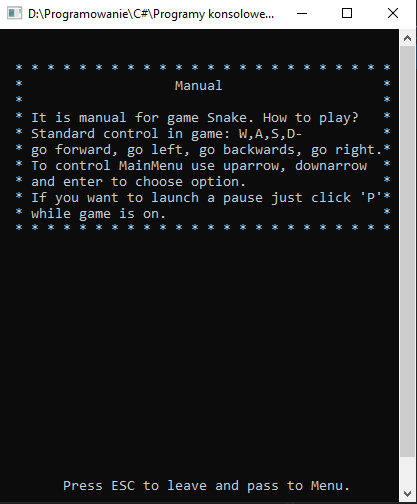 D:\Programowanie\C#\Programy konsolowe...
* * * * * * * * * * * * * * * * * * * * * * * *
* Manual *
* *
* It is manual for game Snake. How to play? *
* Standard control in game: W,A,S,D- *
* go forward, go left, go backwards, go right.*
* To control MainMenu use uparrow, downarrow *
* and enter to choose option. *
* If you want to launch a pause just click 'P'*
* while game is on. *
* * * * * * * * * * * * * * * * * * * * * * * *
Press ESC to leave and pass to Menu.